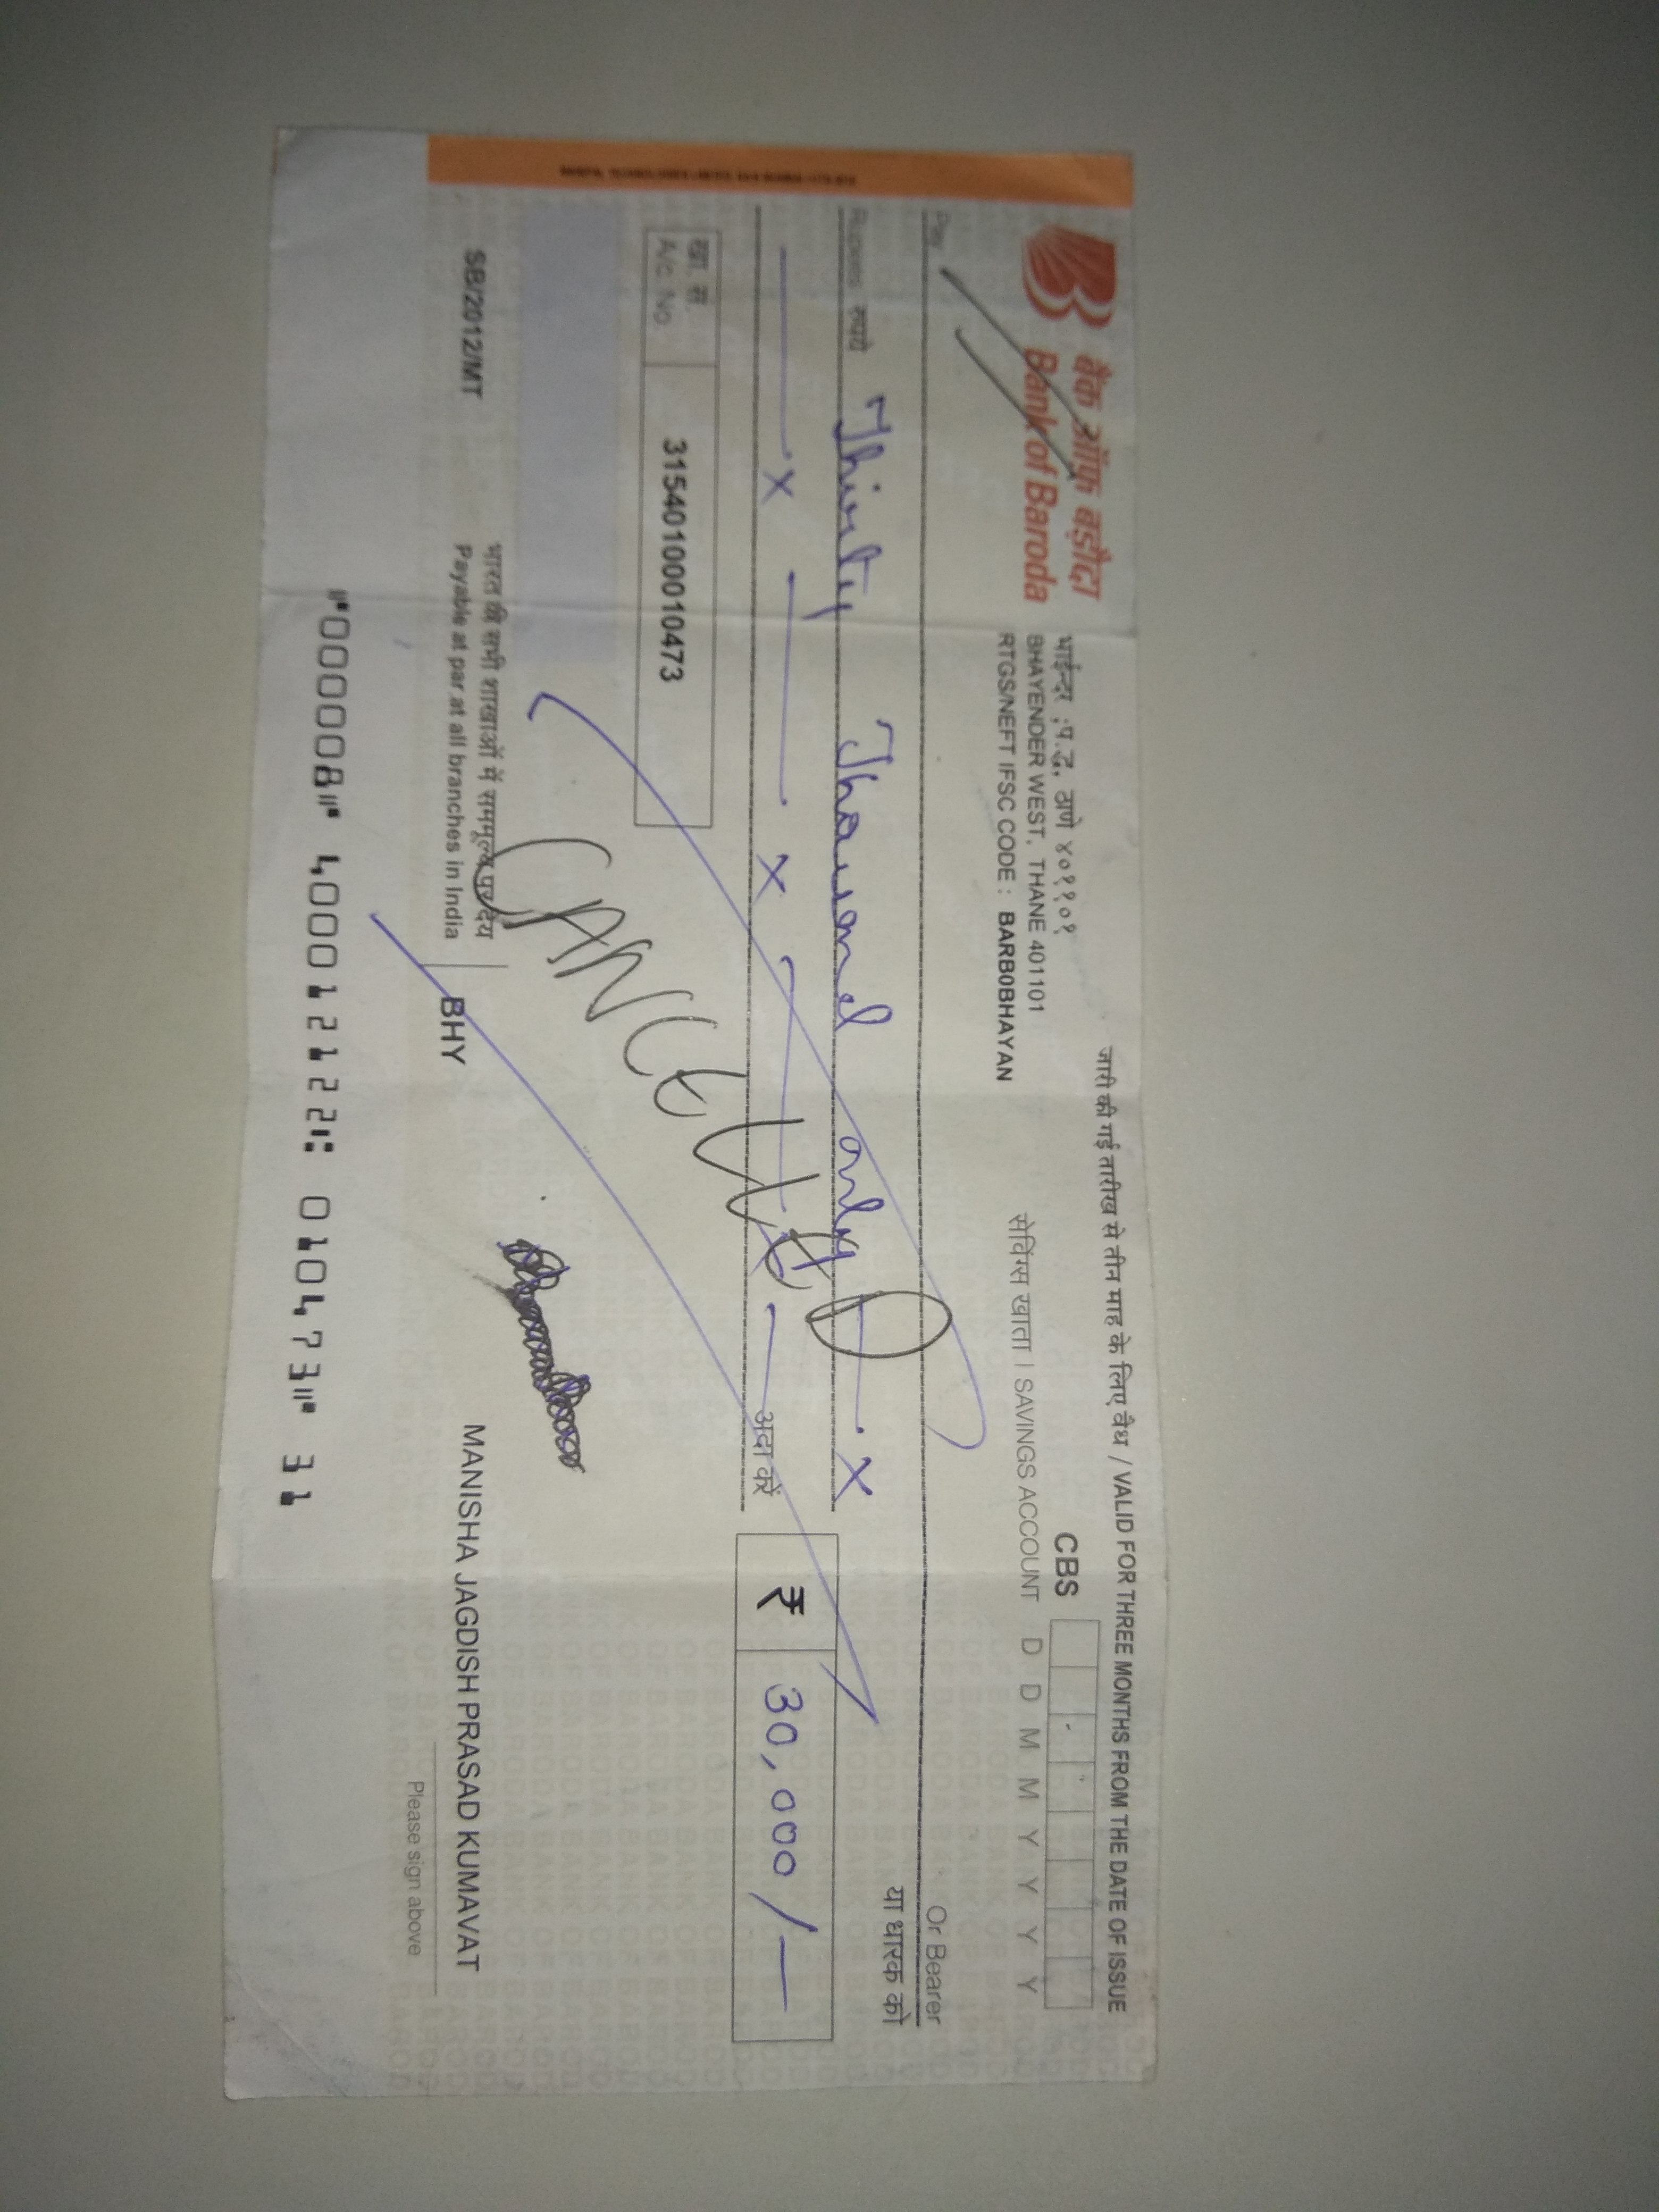 जारी की गई तारीख से तीन माह के लिए वैध / VALID FOR THREE MONTHS FROM THE DATE OF ISSUE
बैंक ऑफ़ बड़ौदा
Bank of Baroda
भाईन्दर :प.द्ध, ठाणे ४०११०१
BHAYENDER WEST, THANE 401101
RTGS/NEFT IFSC CODE : BARB0BHAYAN
CBS
सेविंग्स खाता / SAVINGS ACCOUNT D D M M Y Y Y Y
Pay
Or Bearer
या धारक को
Rupees रुपये Thirty Thousand only x
x x x अदा करें ₹ 30,000/-
खा. स.
A/c. No. 31540100010473
CANCELLED
SB/2012/MT
भारत की सभी शाखाओं में सममूल्य पर देय
Payable at par at all branches in India
BHY
MANISHA JAGDISH PRASAD KUMAVAT
Please sign above
⑈000008⑈ 400012122⑆ 010473⑈ 31